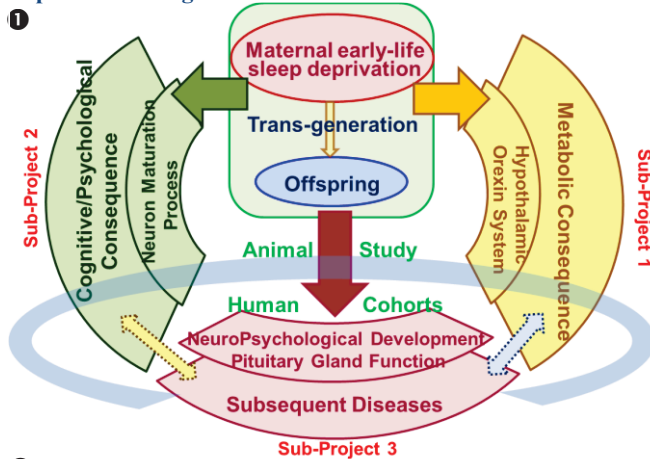 1
Maternal early-life
sleep deprivation
Trans-generation
Offspring
Sub-Project 2
Cognitive/Psychological
Consequence
Neuron Maturation
Process
Hypothalamic
Orexin System
Metabolic Consequence
Sub-Project 1
Animal Study
Human Cohorts
NeuroPsychological Development
Pituitary Gland Function
Subsequent Diseases
Sub-Project 3